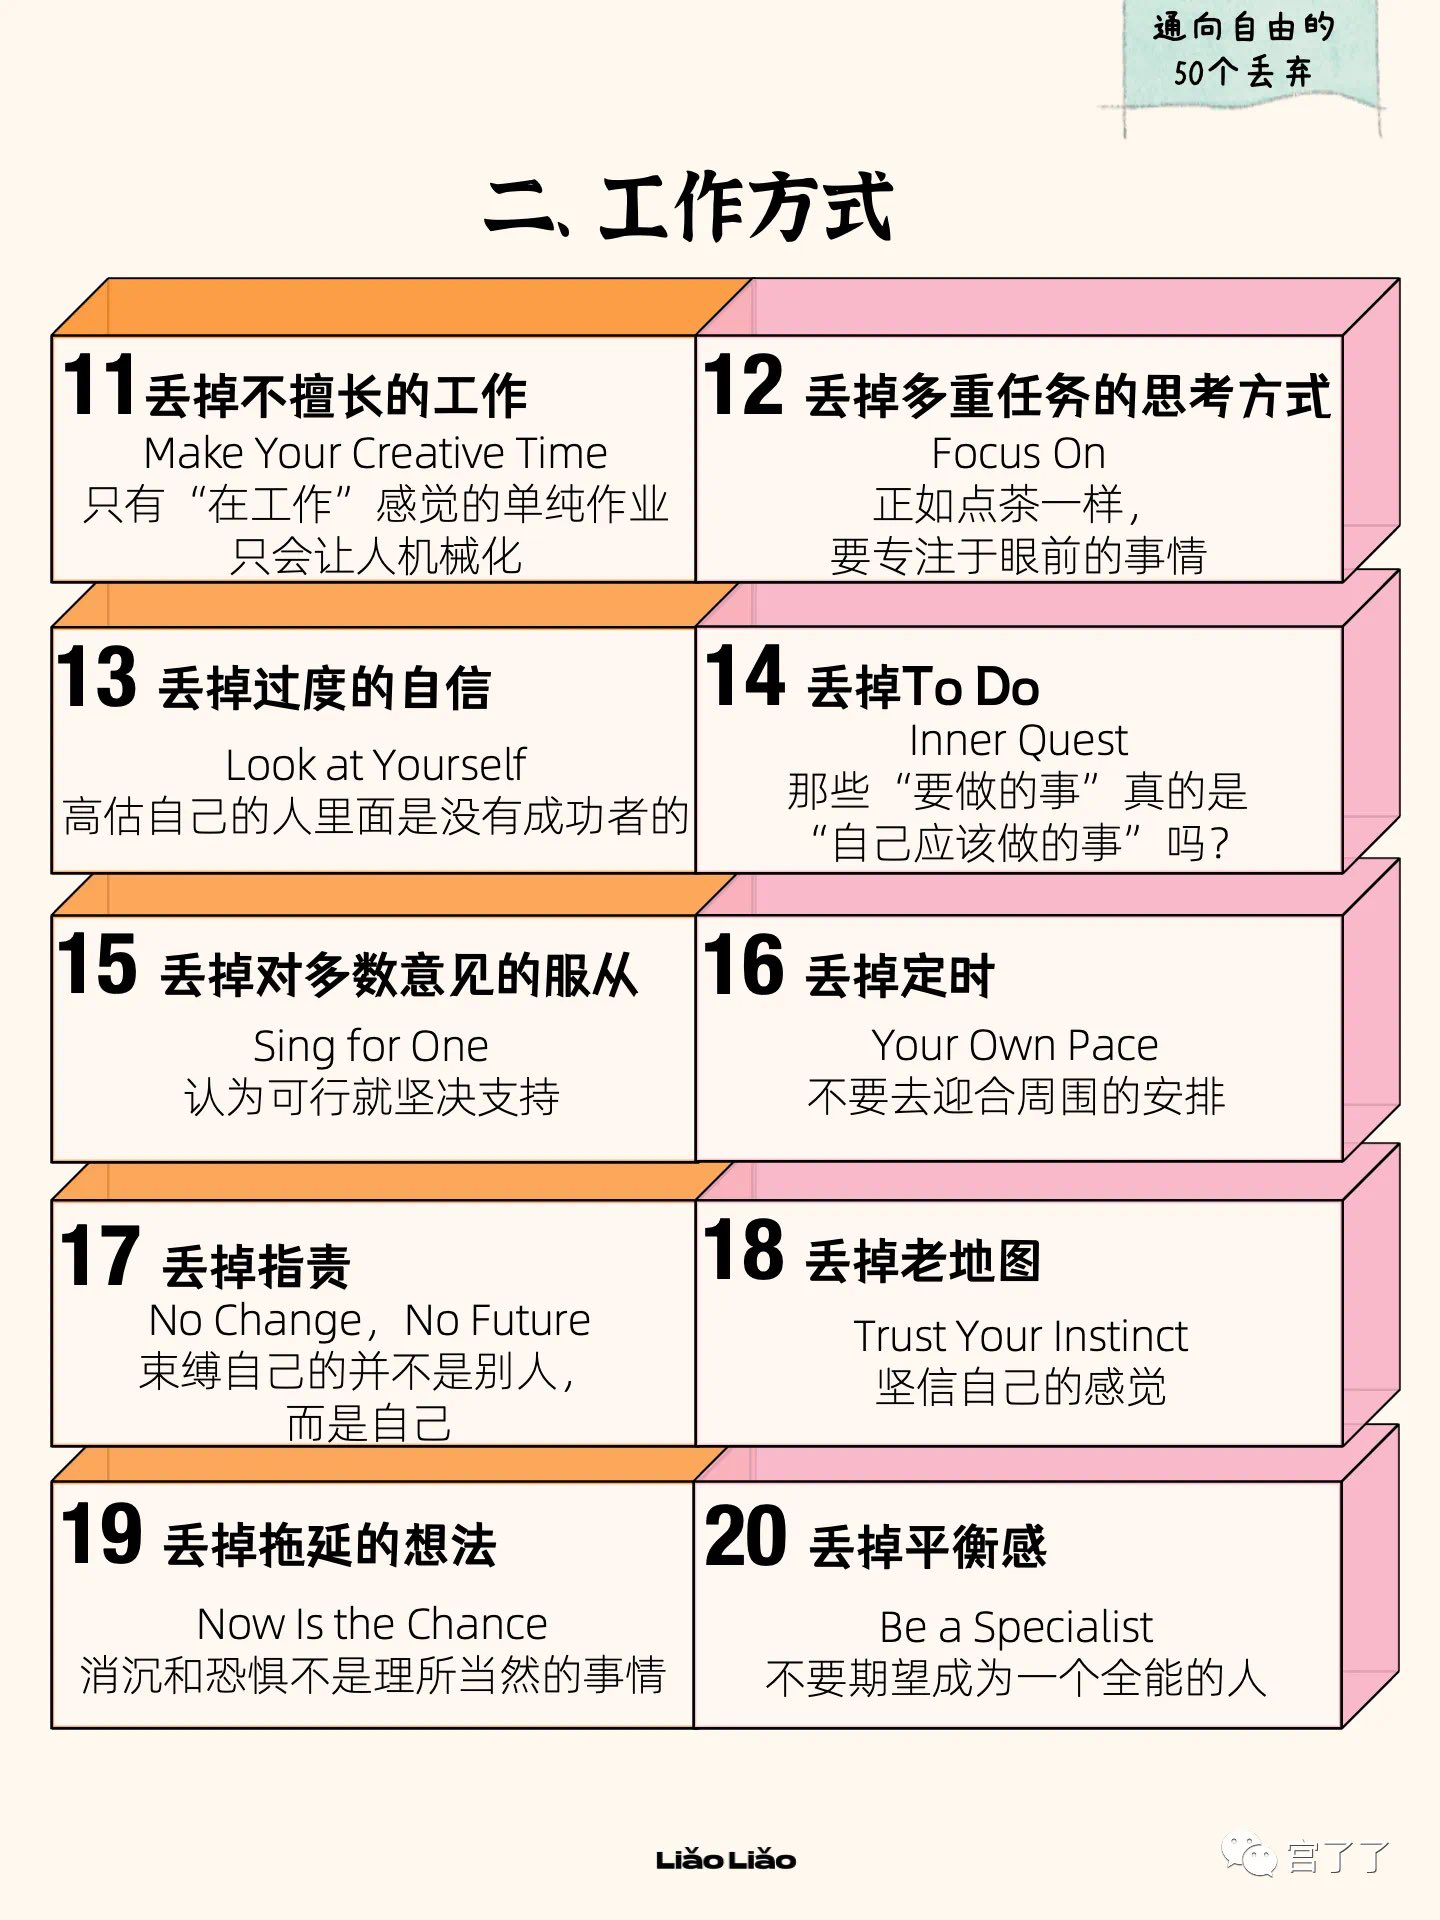 通向自由的
50个丢弃
二、工作方式
11丢掉不擅长的工作
Make Your Creative Time
只有“在工作”感觉的单纯作业
只会让人机械化
12 丢掉多重任务的思考方式
Focus On
正如点茶一样，
要专注于眼前的事情
13 丢掉过度的自信
Look at Yourself
高估自己的人里面是没有成功者的
14 丢掉To Do
Inner Quest
那些“要做的事”真的是
“自己应该做的事”吗？
15 丢掉对多数意见的服从
Sing for One
认为可行就坚决支持
16 丢掉定时
Your Own Pace
不要去迎合周围的安排
17 丢掉指责
No Change，No Future
束缚自己的并不是别人，
而是自己
18 丢掉老地图
Trust Your Instinct
坚信自己的感觉
19 丢掉拖延的想法
Now Is the Chance
消沉和恐惧不是理所当然的事情
20 丢掉平衡感
Be a Specialist
不要期望成为一个全能的人
Liǎo Liǎo
宫了了